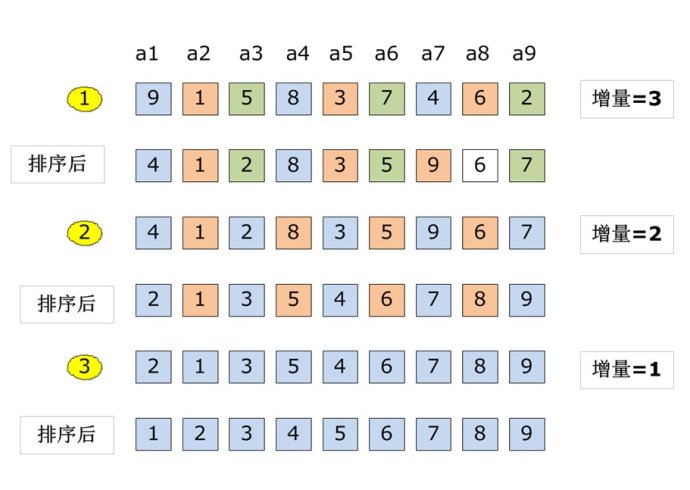 a1 a2 a3 a4 a5 a6 a7 a8 a9
1 9 1 5 8 3 7 4 6 2 增量=3
排序后 4 1 2 8 3 5 9 6 7
2 4 1 2 8 3 5 9 6 7 增量=2
排序后 2 1 3 5 4 6 7 8 9
3 2 1 3 5 4 6 7 8 9 增量=1
排序后 1 2 3 4 5 6 7 8 9